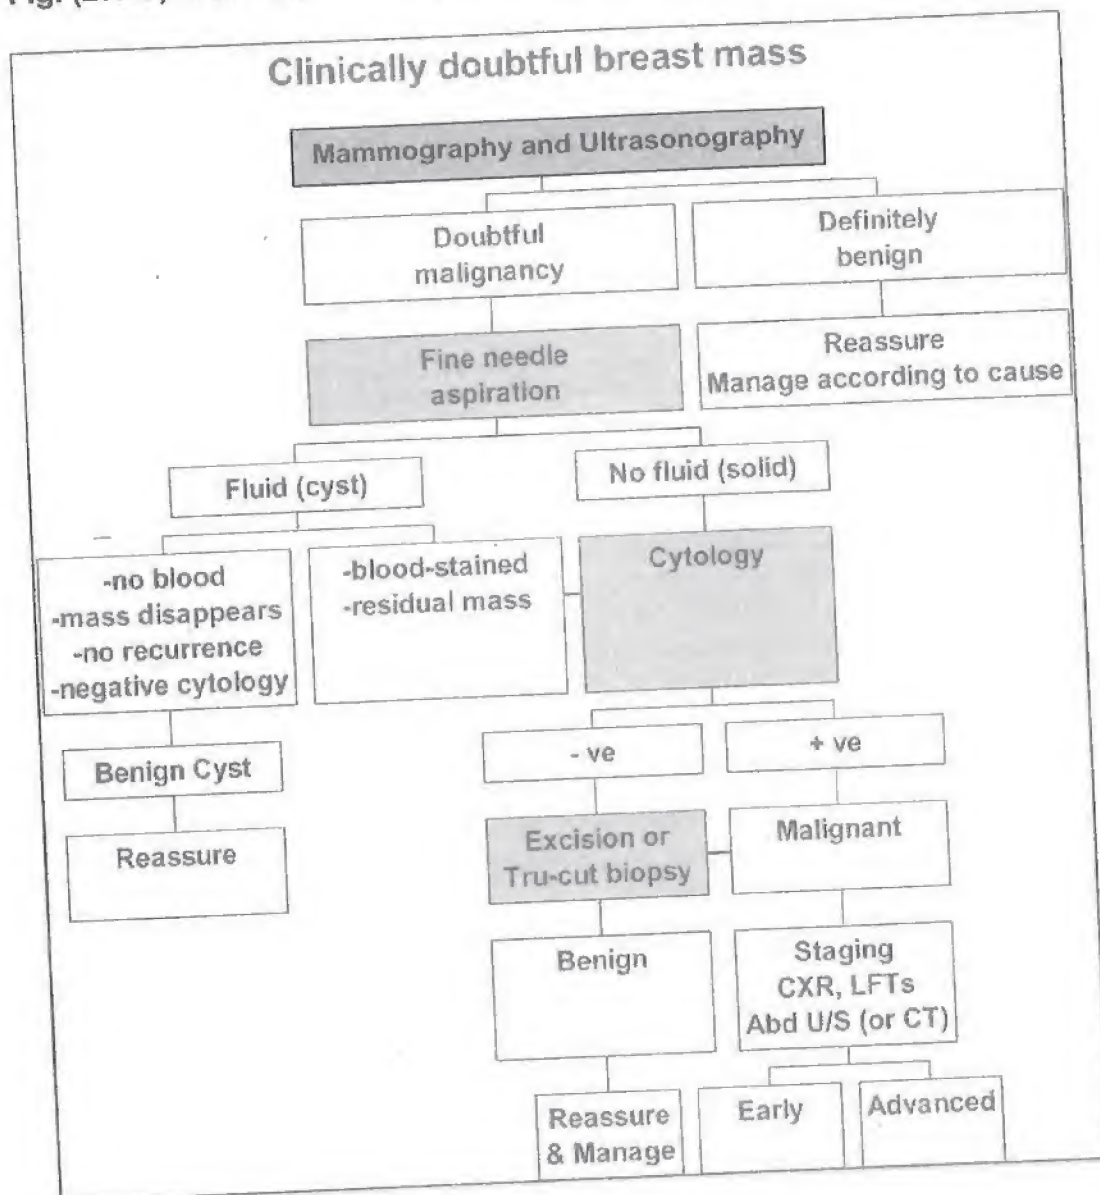 Clinically doubtful breast mass
Mammography and Ultrasonography
Doubtful
malignancy
Definitely
benign
Fine needle
aspiration
Reassure
Manage according to cause
Fluid (cyst)
No fluid (solid)
-no blood
-mass disappears
-no recurrence
-negative cytology
-blood-stained
-residual mass
Cytology
- ve
+ ve
Benign Cyst
Excision or
Tru-cut biopsy
Malignant
Reassure
Benign
Staging
CXR, LFTs
Abd U/S (or CT)
Reassure
& Manage
Early
Advanced